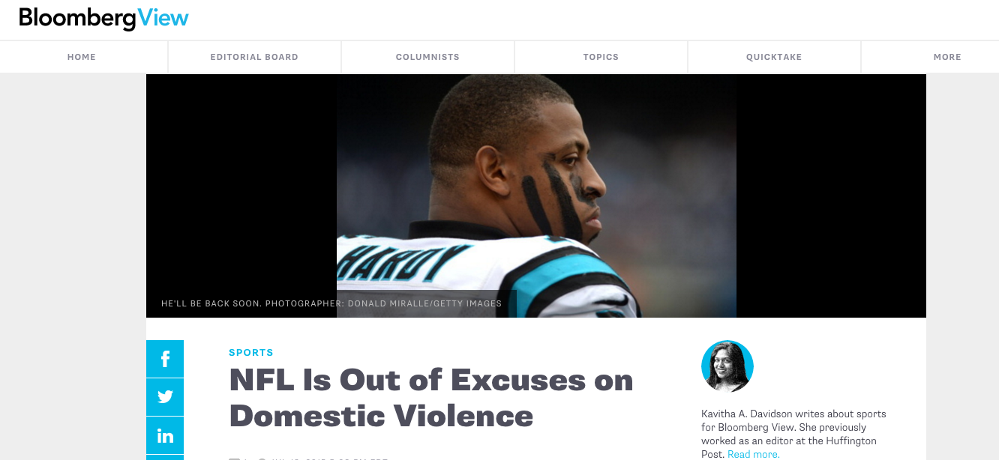 BloombergView
HOME
EDITORIAL BOARD
COLUMNISTS
TOPICS
QUICKTAKE
MORE
HARDY
HE'LL BE BACK SOON. PHOTOGRAPHER: DONALD MIRALLE/GETTY IMAGES
f
in
SPORTS
NFL Is Out of Excuses on
Domestic Violence
Kavitha A. Davidson writes about sports
for Bloomberg View. She previously
worked as an editor at the Huffington
Post. Read more.